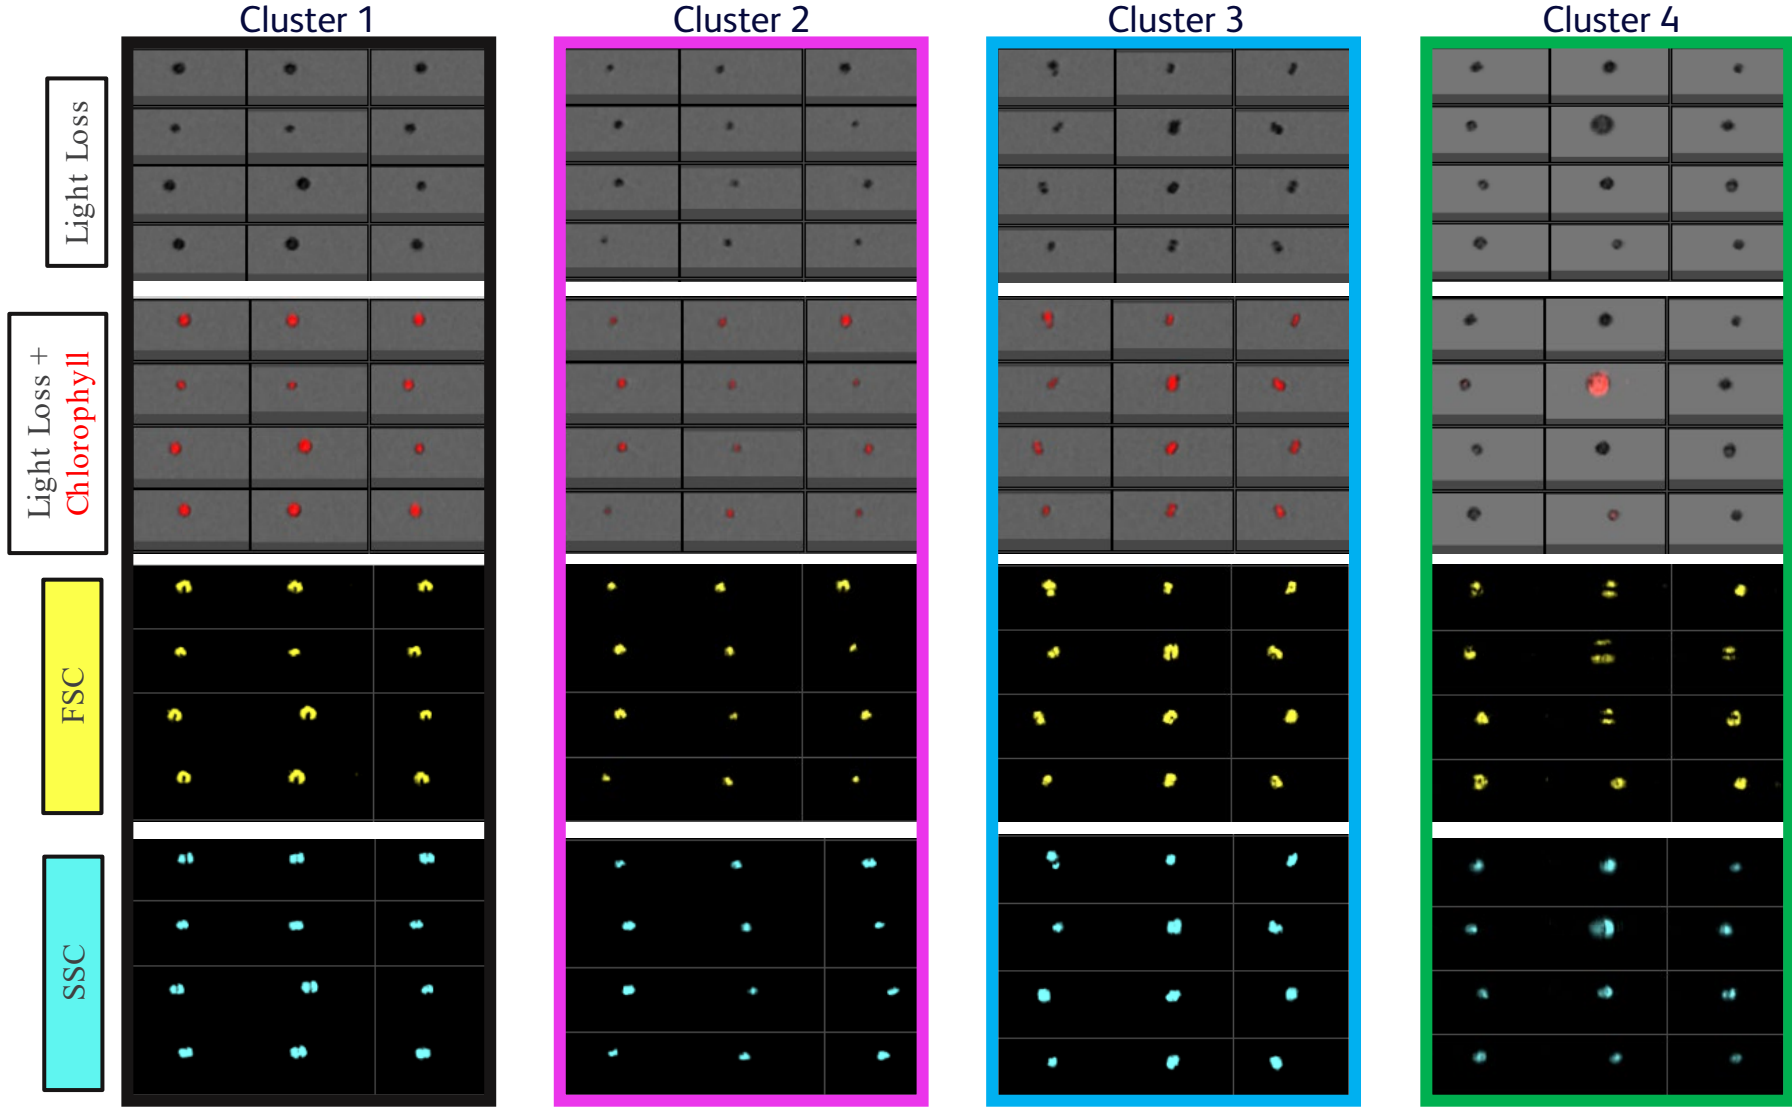 Cluster 1
Cluster 2
Cluster 3
Cluster 4
Light Loss
Light Loss +
Chlorophyll
FSC
SSC